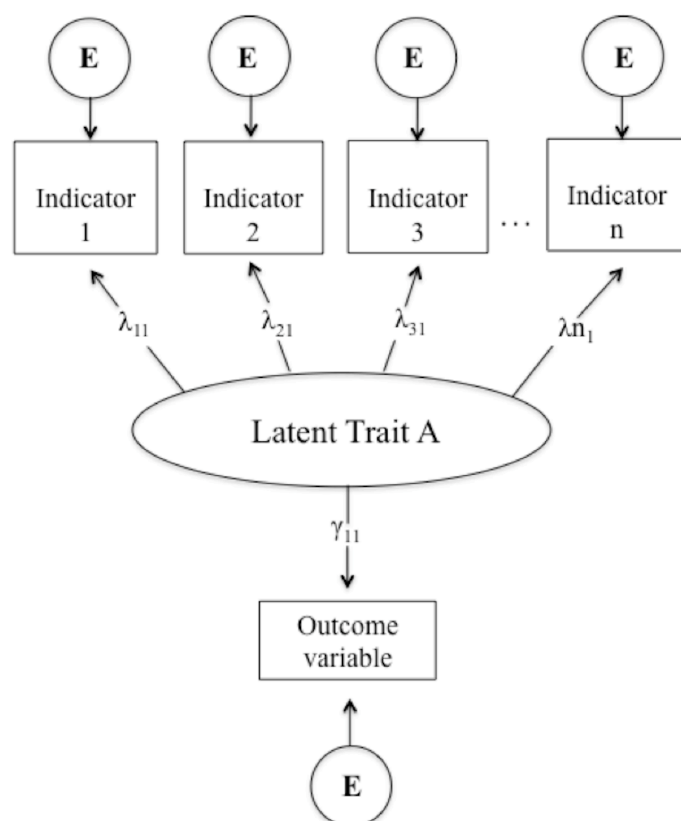 E E E E
Indicator Indicator Indicator Indicator
1 2 3 ... n
λ₁₁ λ₂₁ λ₃₁ λn₁
Latent Trait A
γ₁₁
Outcome
variable
E